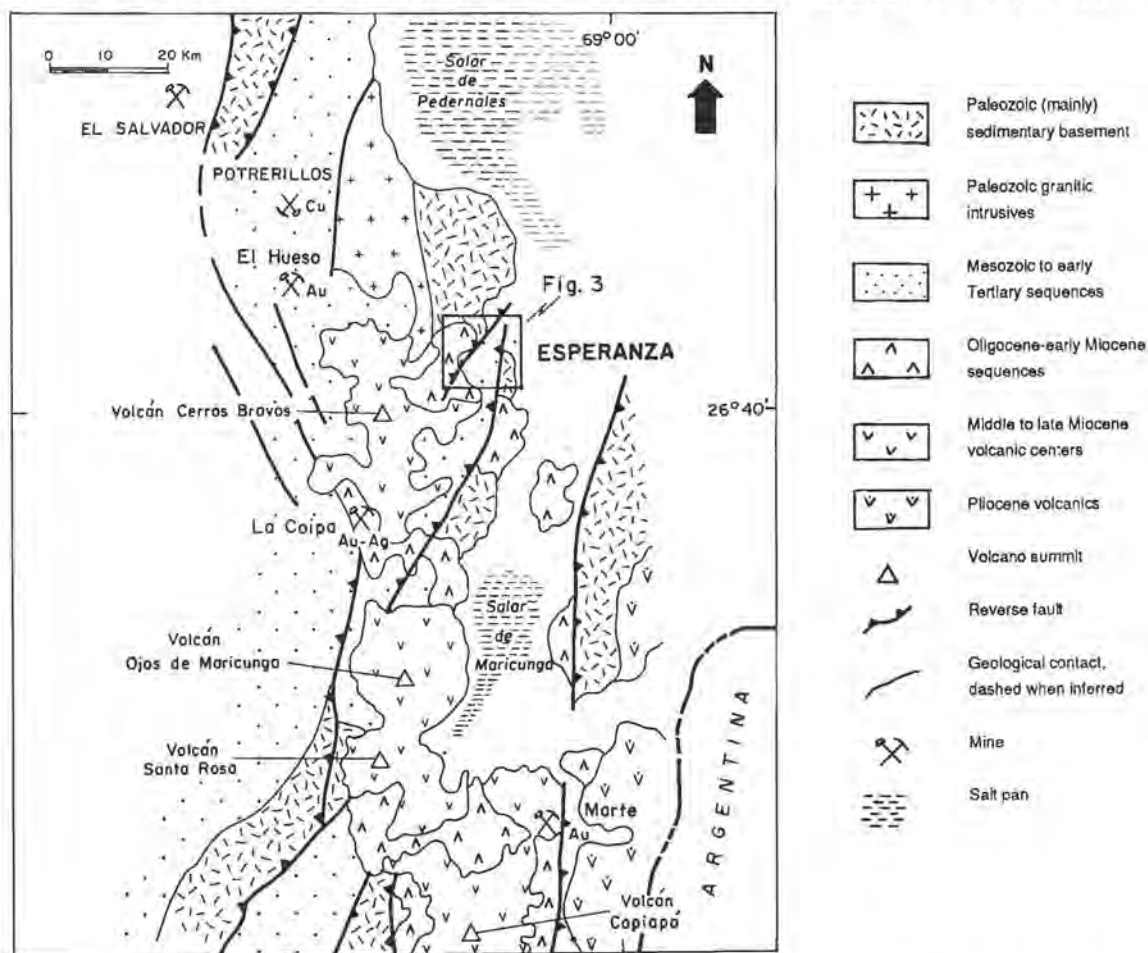 0 10 20 Km
69° 00'
Salar
de
Pedernales
N
EL SALVADOR
POTRERILLOS
Cu
El Hueso
Au
Fig. 3
ESPERANZA
Volcán Cerros Bravos
26° 40'
La Coipa
Au-Ag
Salar
de
Maricunga
Volcán
Ojos de Maricunga
Volcán
Santa Rosa
Marte
Au
Volcán
Copiapó
ARGENTINA
Paleozoic (mainly)
sedimentary basement
Paleozoic granitic
intrusives
Mesozoic to early
Tertiary sequences
Oligocene-early Miocene
sequences
Middle to late Miocene
volcanic centers
Pliocene volcanics
Volcano summit
Reverse fault
Geological contact,
dashed when inferred
Mine
Salt pan